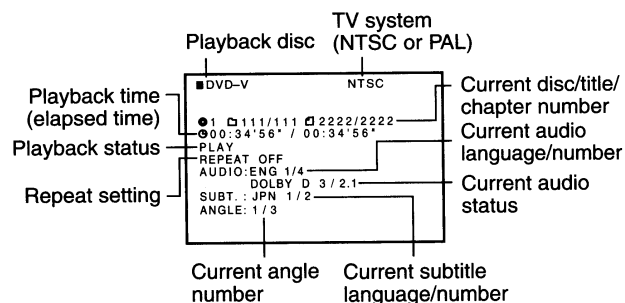 TV system
Playback disc (NTSC or PAL)
■DVD–V NTSC
1 111/111 2222/2222
00:34'56" / 00:34'56"
PLAY
REPEAT OFF
AUDIO:ENG 1/4
DOLBY D 3/2.1
SUBT.: JPN 1/2
ANGLE: 1/3
Playback time
(elapsed time)
Playback status
Repeat setting
Current disc/title/
chapter number
Current audio
language/number
Current audio
status
Current angle
number
Current subtitle
language/number